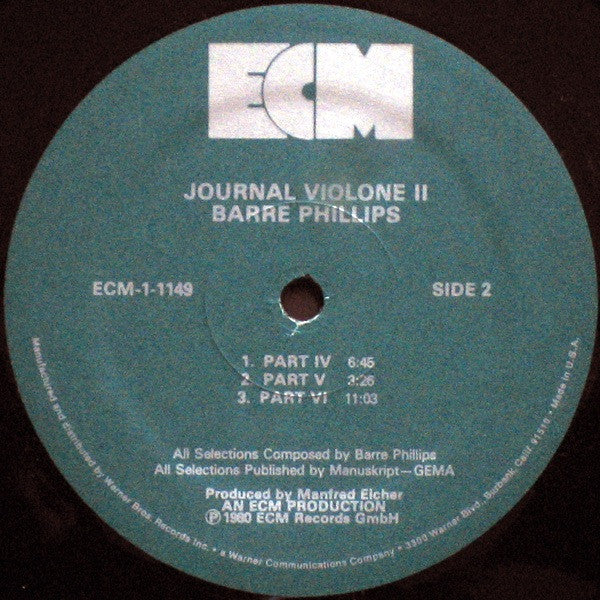 ECM
JOURNAL VIOLONE II
BARRE PHILLIPS
ECM-1-1149
SIDE 2
1. PART IV 6:45
2. PART V 3:26
3. PART VI 11:03
All Selections Composed by Barre Phillips
All Selections Published by Manuskript—GEMA
Produced by Manfred Eicher
AN ECM PRODUCTION
Ⓟ 1980 ECM Records GmbH
Manufactured and distributed by Warner Bros. Records Inc. • a Warner Communications Company • 3300 Warner Blvd., Burbank, Calif. 91510 • Made in U.S.A.